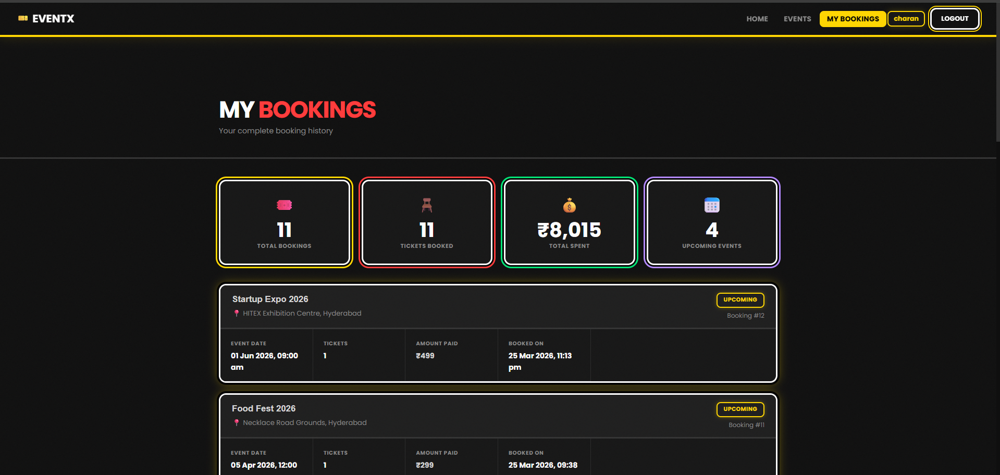 EVENTX
HOME EVENTS MY BOOKINGS charan LOGOUT
MY BOOKINGS
Your complete booking history
11
TOTAL BOOKINGS
11
TICKETS BOOKED
₹8,015
TOTAL SPENT
4
UPCOMING EVENTS
Startup Expo 2026
UPCOMING
HITEX Exhibition Centre, Hyderabad
Booking #12
EVENT DATE
01 Jun 2026, 09:00
am
TICKETS
1
AMOUNT PAID
₹499
BOOKED ON
25 Mar 2026, 11:13
pm
Food Fest 2026
UPCOMING
Necklace Road Grounds, Hyderabad
Booking #11
EVENT DATE
05 Apr 2026, 12:00
TICKETS
1
AMOUNT PAID
₹299
BOOKED ON
25 Mar 2026, 09:38